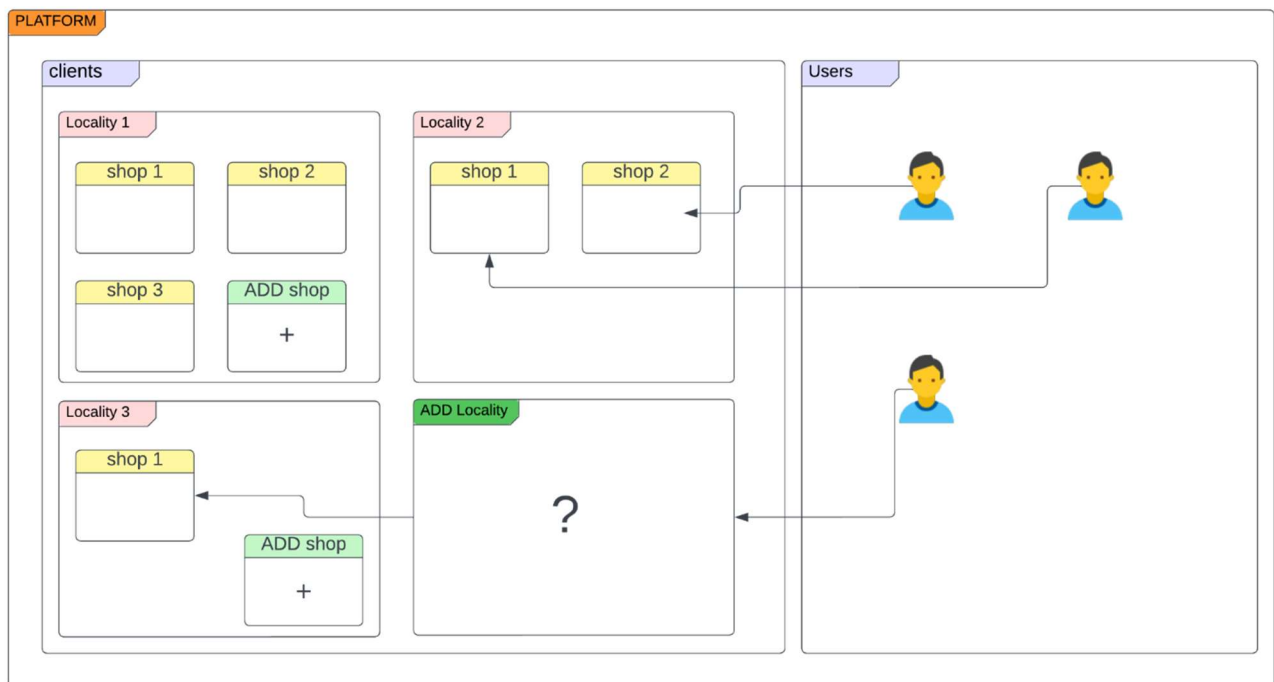 PLATFORM
clients
Users
Locality 1
shop 1
shop 2
shop 3
ADD shop
+
Locality 2
shop 1
shop 2
Locality 3
shop 1
ADD shop
+
ADD Locality
?